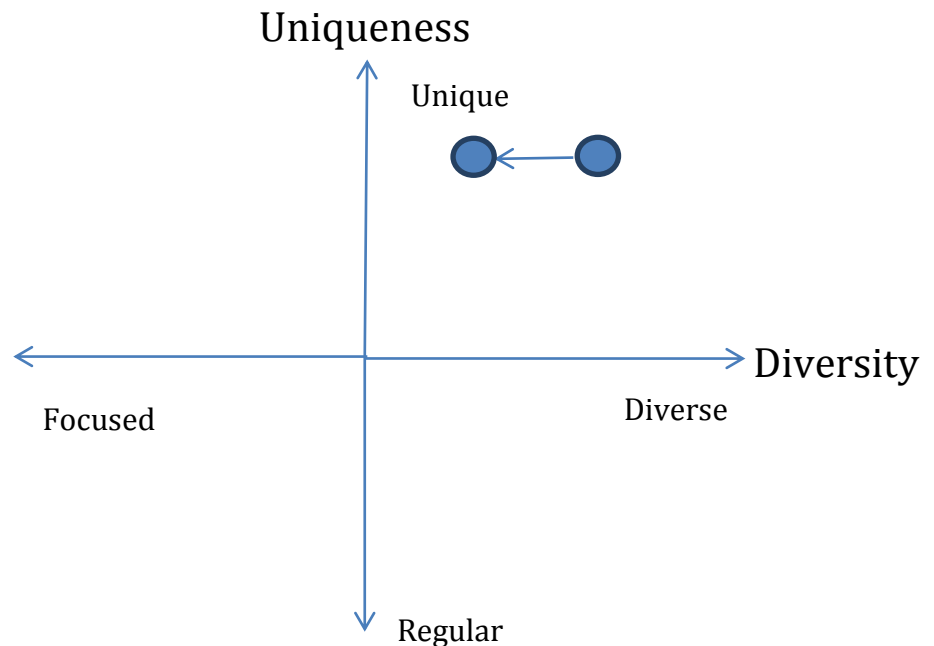 Uniqueness
Unique
Diversity
Diverse
Focused
Regular